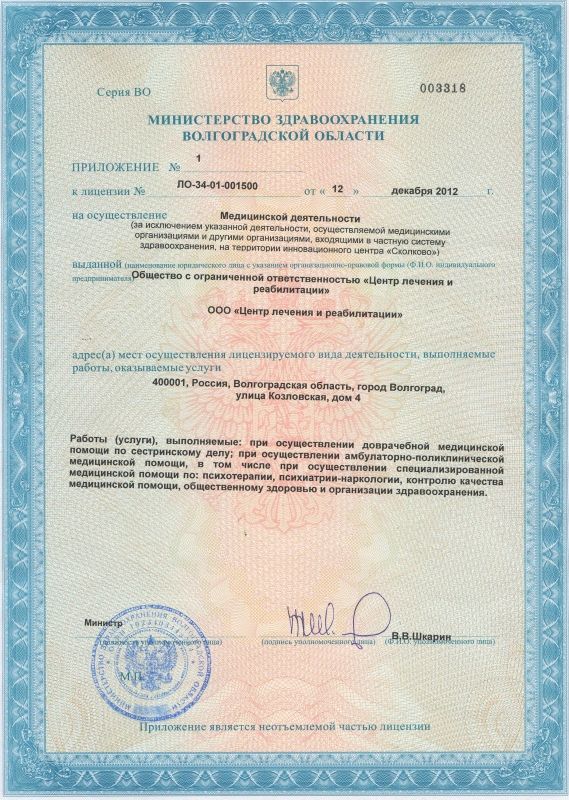 Серия ВО
003318
МИНИСТЕРСТВО ЗДРАВООХРАНЕНИЯ
ВОЛГОГРАДСКОЙ ОБЛАСТИ
ПРИЛОЖЕНИЕ № 1
к лицензии № ЛО-34-01-001500 от « 12 » декабря 2012 г.
на осуществление Медицинской деятельности
(за исключением указанной деятельности, осуществляемой медицинскими
организациями и другими организациями, входящими в частную систему
здравоохранения, на территории инновационного центра «Сколково»)
выданной (наименование юридического лица с указанием организационно-правовой формы (Ф.И.О. индивидуального
предпринимателя) Общество с ограниченной ответственностью «Центр лечения и
реабилитации»
ООО «Центр лечения и реабилитации»
адрес(а) мест осуществления лицензируемого вида деятельности, выполняемые
работы, оказываемые услуги
400001, Россия, Волгоградская область, город Волгоград,
улица Козловская, дом 4
Работы (услуги), выполняемые: при осуществлении доврачебной медицинской
помощи по сестринскому делу; при осуществлении амбулаторно-поликлинической
медицинской помощи, в том числе при осуществлении специализированной
медицинской помощи по: психотерапии, психиатрии-наркологии, контролю качества
медицинской помощи, общественному здоровью и организации здравоохранения.
Министр
В.В.Шкарин
(должность уполномоченного лица) (подпись уполномоченного лица) (Ф.И.О. уполномоченного лица)
М.П.
МИНИСТЕРСТВО ЗДРАВООХРАНЕНИЯ ВОЛГОГРАДСКОЙ ОБЛАСТИ
Приложение является неотъемлемой частью лицензии